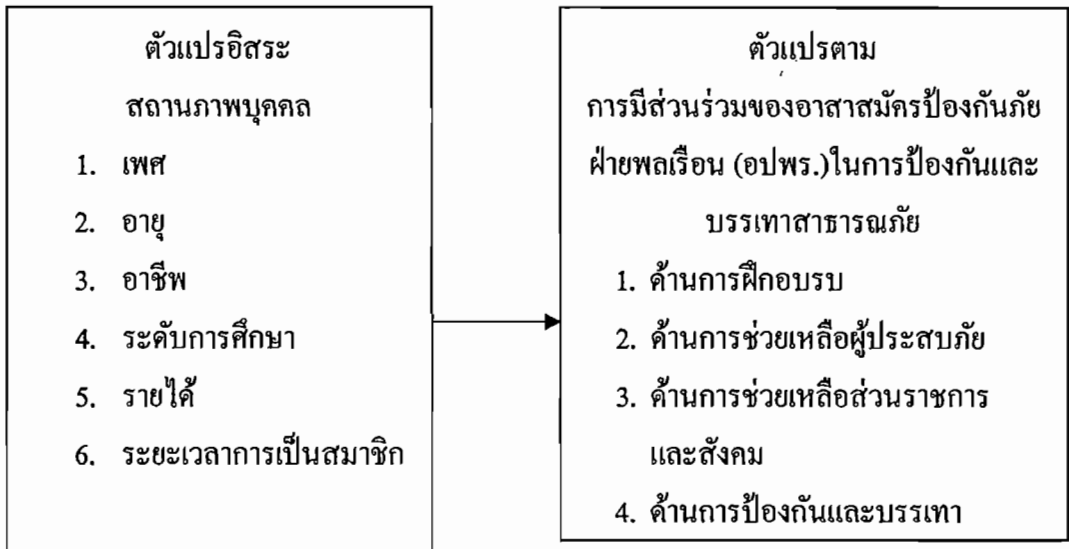 ตัวแปรอิสระ
สถานภาพบุคคล
1. เพศ
2. อายุ
3. อาชีพ
4. ระดับการศึกษา
5. รายได้
6. ระยะเวลาการเป็นสมาชิก
ตัวแปรตาม
การมีส่วนร่วมของอาสาสมัครป้องกันภัย
ฝ่ายพลเรือน (อปพร.)ในการป้องกันและ
บรรเทาสาธารณภัย
1. ด้านการฝึกอบรบ
2. ด้านการช่วยเหลือผู้ประสบภัย
3. ด้านการช่วยเหลือส่วนราชการ
และสังคม
4. ด้านการป้องกันและบรรเทา